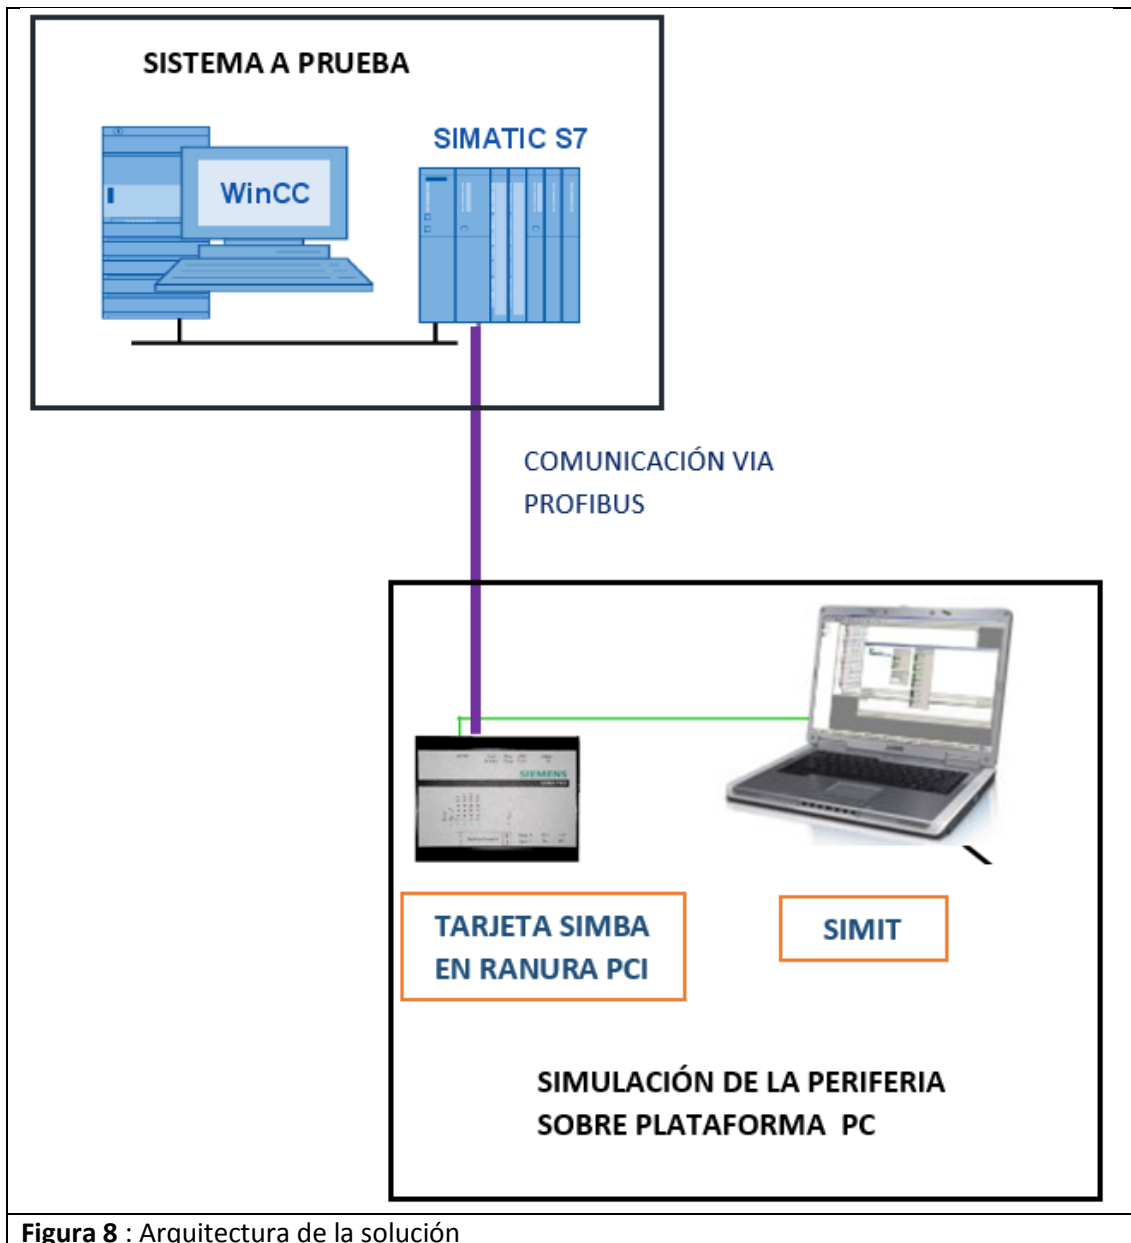 SISTEMA A PRUEBA
SIMATIC S7
WinCC
COMUNICACIÓN VIA
PROFIBUS
SIEMENS
TARJETA SIMBA
EN RANURA PCI
SIMIT
SIMULACIÓN DE LA PERIFERIA
SOBRE PLATAFORMA PC
Figura 8 : Arquitectura de la solución